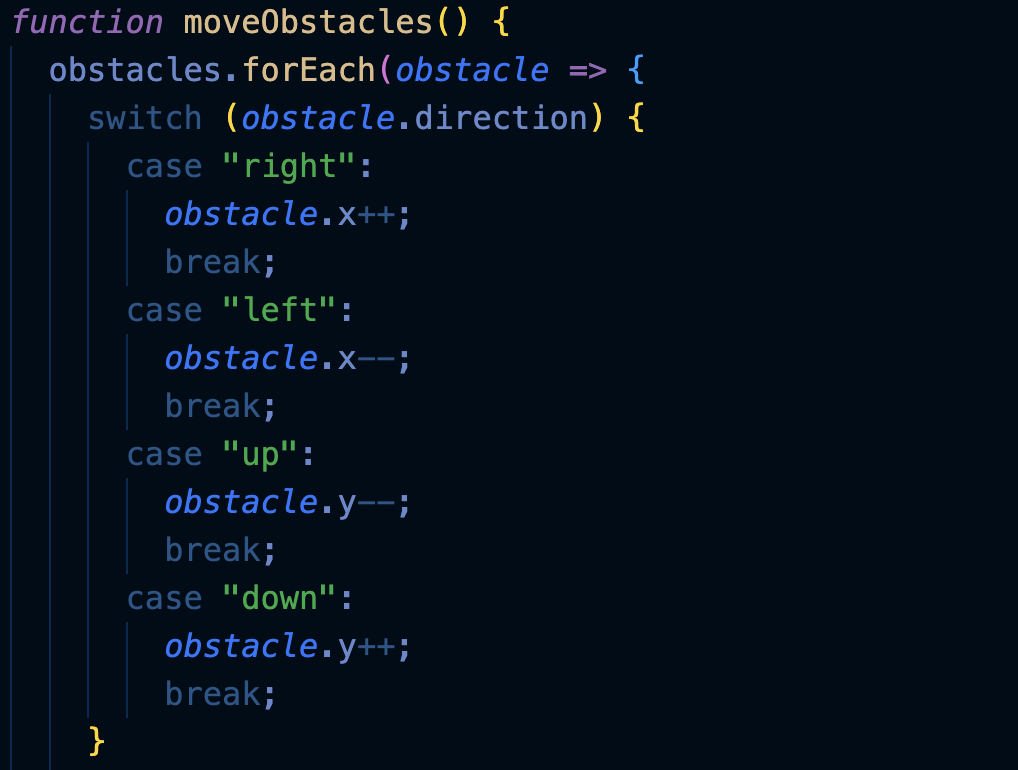 function moveObstacles() {
  obstacles.forEach(obstacle => {
    switch (obstacle.direction) {
      case "right":
        obstacle.x++;
        break;
      case "left":
        obstacle.x--;
        break;
      case "up":
        obstacle.y--;
        break;
      case "down":
        obstacle.y++;
        break;
    }